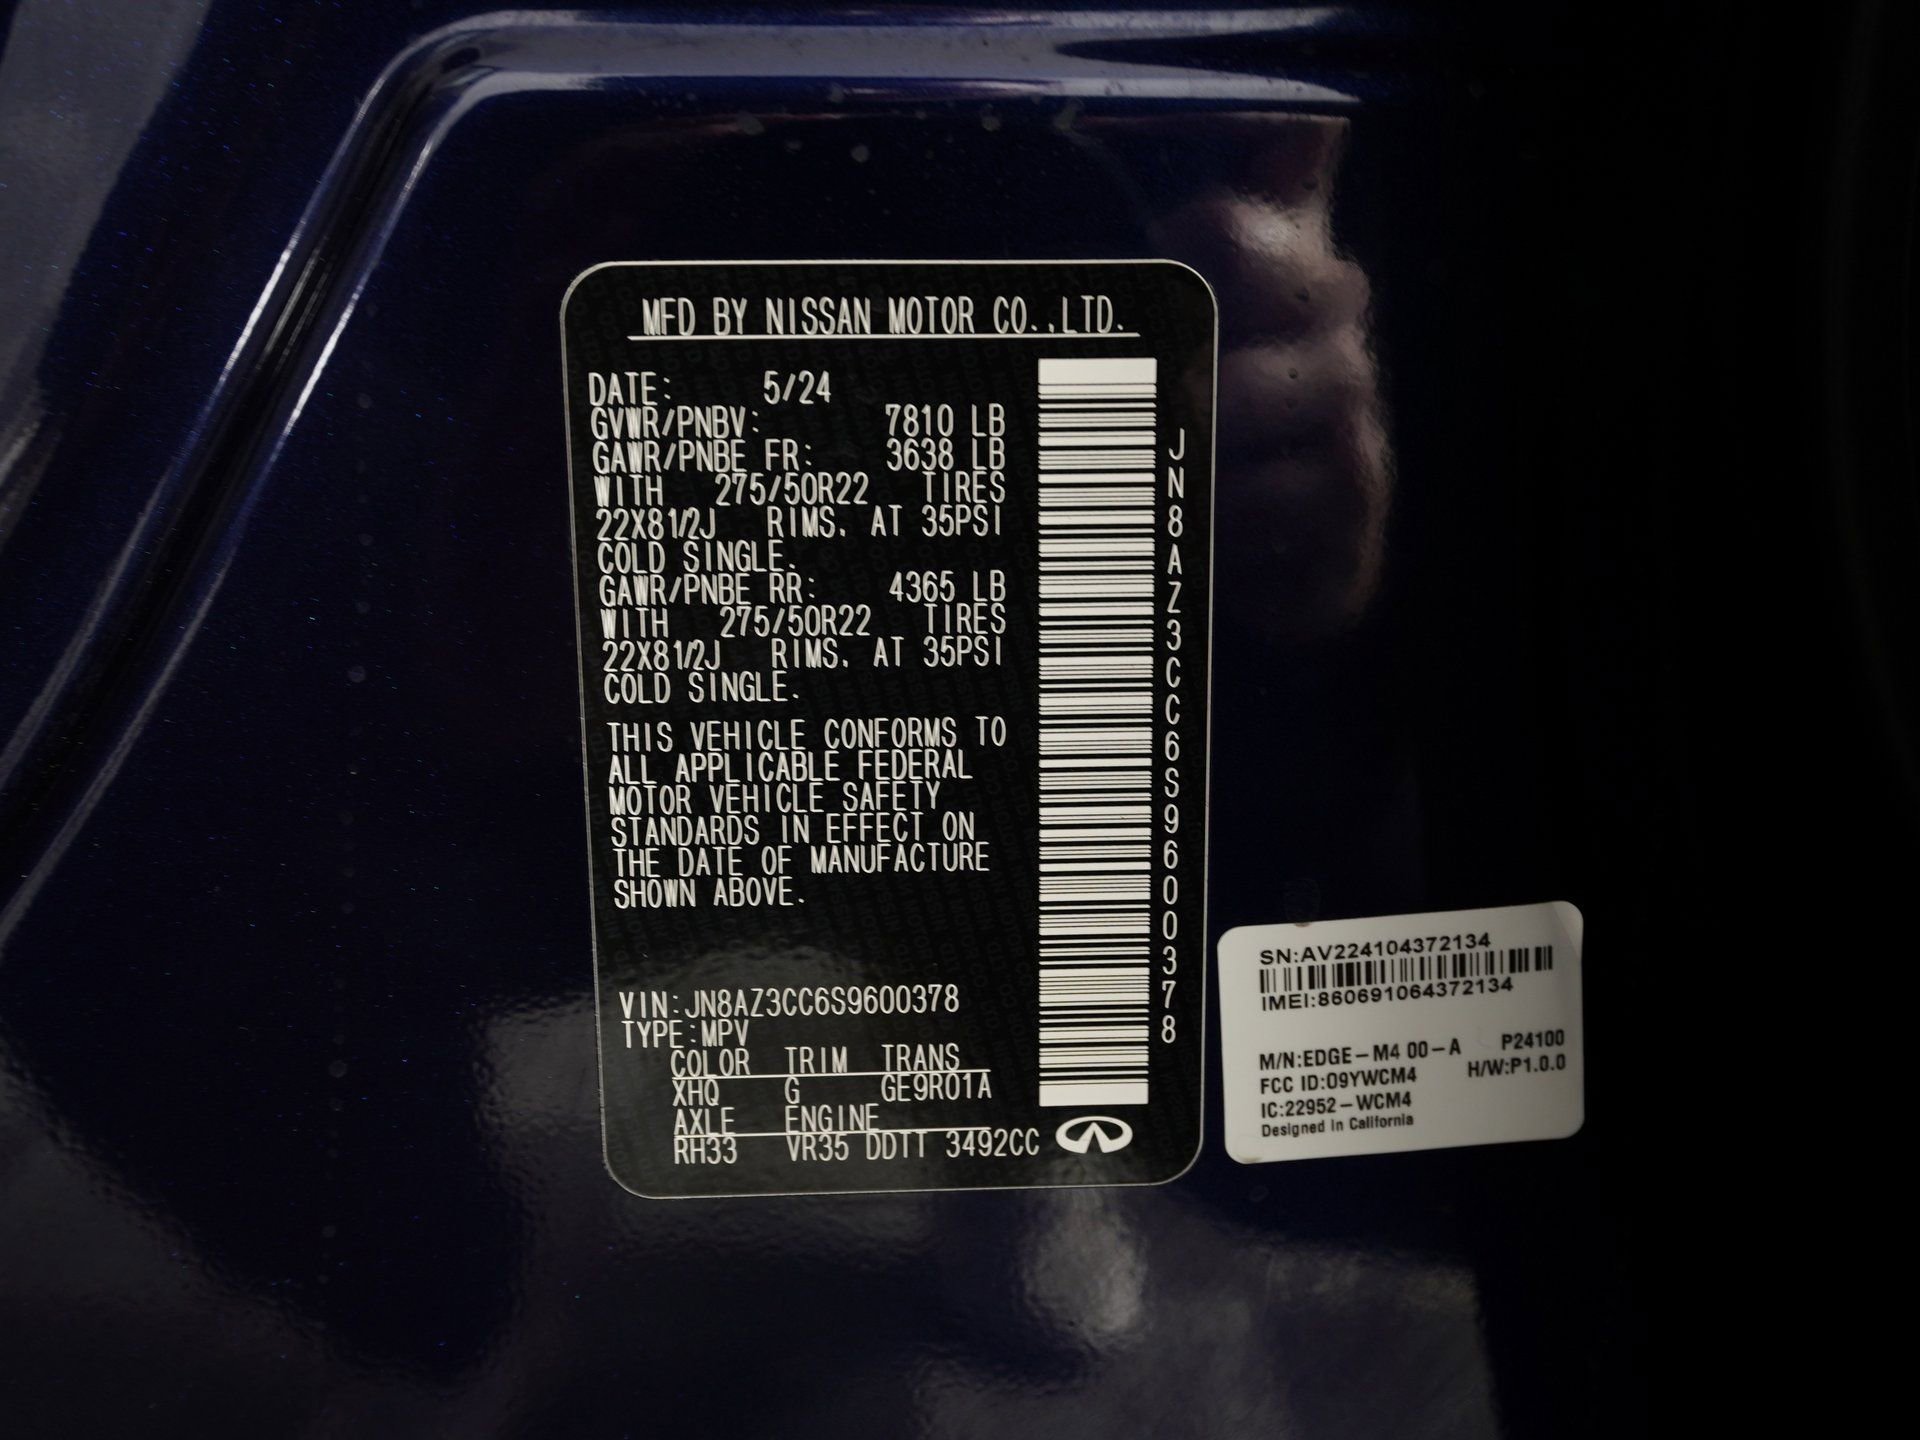 MFD BY NISSAN MOTOR CO.,LTD.
DATE: 5/24
GVWR/PNBV: 7810 LB
GAWR/PNBE FR: 3638 LB
WITH 275/50R22 TIRES
22X81/2J RIMS. AT 35PSI
COLD SINGLE.
GAWR/PNBE RR: 4365 LB
WITH 275/50R22 TIRES
22X81/2J RIMS. AT 35PSI
COLD SINGLE.
THIS VEHICLE CONFORMS TO
ALL APPLICABLE FEDERAL
MOTOR VEHICLE SAFETY
STANDARDS IN EFFECT ON
THE DATE OF MANUFACTURE
SHOWN ABOVE.
VIN:JN8AZ3CC6S9600378
TYPE:MPV
COLOR TRIM TRANS
XHQ G GE9R01A
AXLE ENGINE
RH33 VR35 DDTT 3492CC
JN8AZ3CC6S9600378
SN:AV224104372134
IMEI:860691064372134
M/N:EDGE-M4 00-A P24100
FCC ID:O9YWCM4 H/W:P1.0.0
IC:22952-WCM4
Designed in California